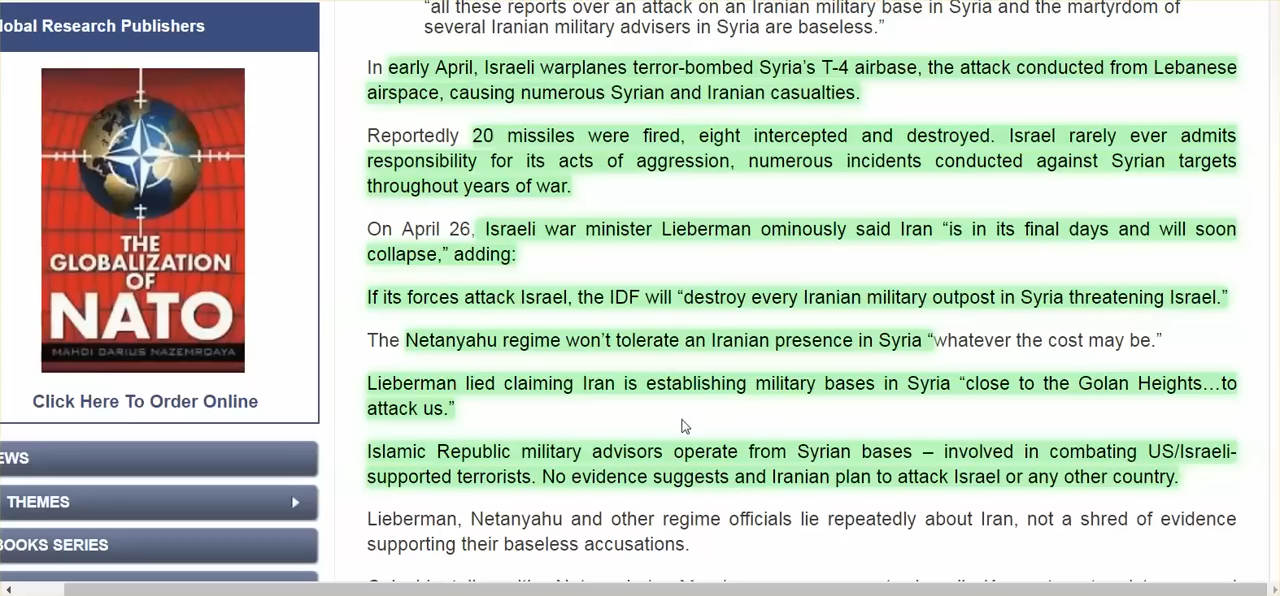 lobal Research Publishers
THE
GLOBALIZATION
OF
NATO
MAHDI DARIUS NAZEMROAYA
Click Here To Order Online
EWS
THEMES
BOOKS SERIES
“all these reports over an attack on an Iranian military base in Syria and the martyrdom of
several Iranian military advisers in Syria are baseless.”
In early April, Israeli warplanes terror-bombed Syria’s T-4 airbase, the attack conducted from Lebanese
airspace, causing numerous Syrian and Iranian casualties.
Reportedly 20 missiles were fired, eight intercepted and destroyed. Israel rarely ever admits
responsibility for its acts of aggression, numerous incidents conducted against Syrian targets
throughout years of war.
On April 26, Israeli war minister Lieberman ominously said Iran “is in its final days and will soon
collapse,” adding:
If its forces attack Israel, the IDF will “destroy every Iranian military outpost in Syria threatening Israel.”
The Netanyahu regime won’t tolerate an Iranian presence in Syria “whatever the cost may be.”
Lieberman lied claiming Iran is establishing military bases in Syria “close to the Golan Heights…to
attack us.”
Islamic Republic military advisors operate from Syrian bases – involved in combating US/Israeli-
supported terrorists. No evidence suggests and Iranian plan to attack Israel or any other country.
Lieberman, Netanyahu and other regime officials lie repeatedly about Iran, not a shred of evidence
supporting their baseless accusations.